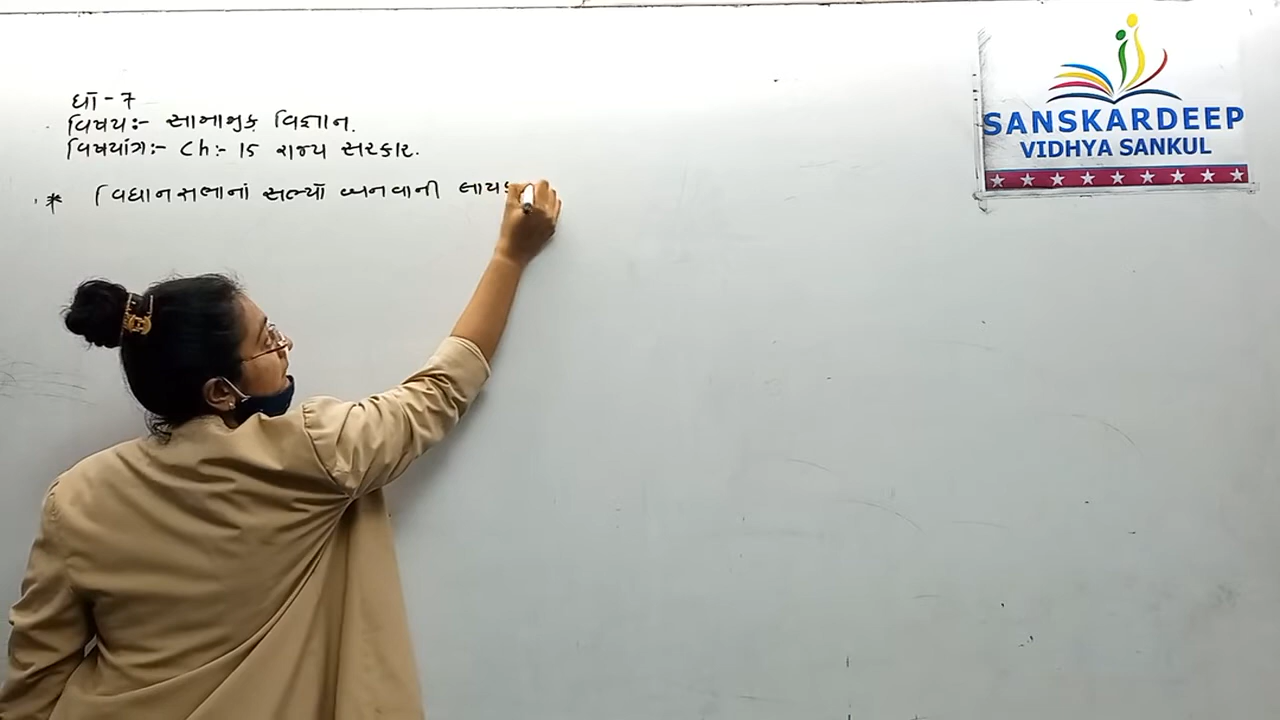 ધો - 7
વિષય :- સામાજીક વિજ્ઞાન.
વિષયાંગ :- Ch :- 15 રાજ્ય સરકાર.
* વિધાનસભાનાં સભ્યો બનવાની
SANSKARDEEP
VIDHYA SANKUL